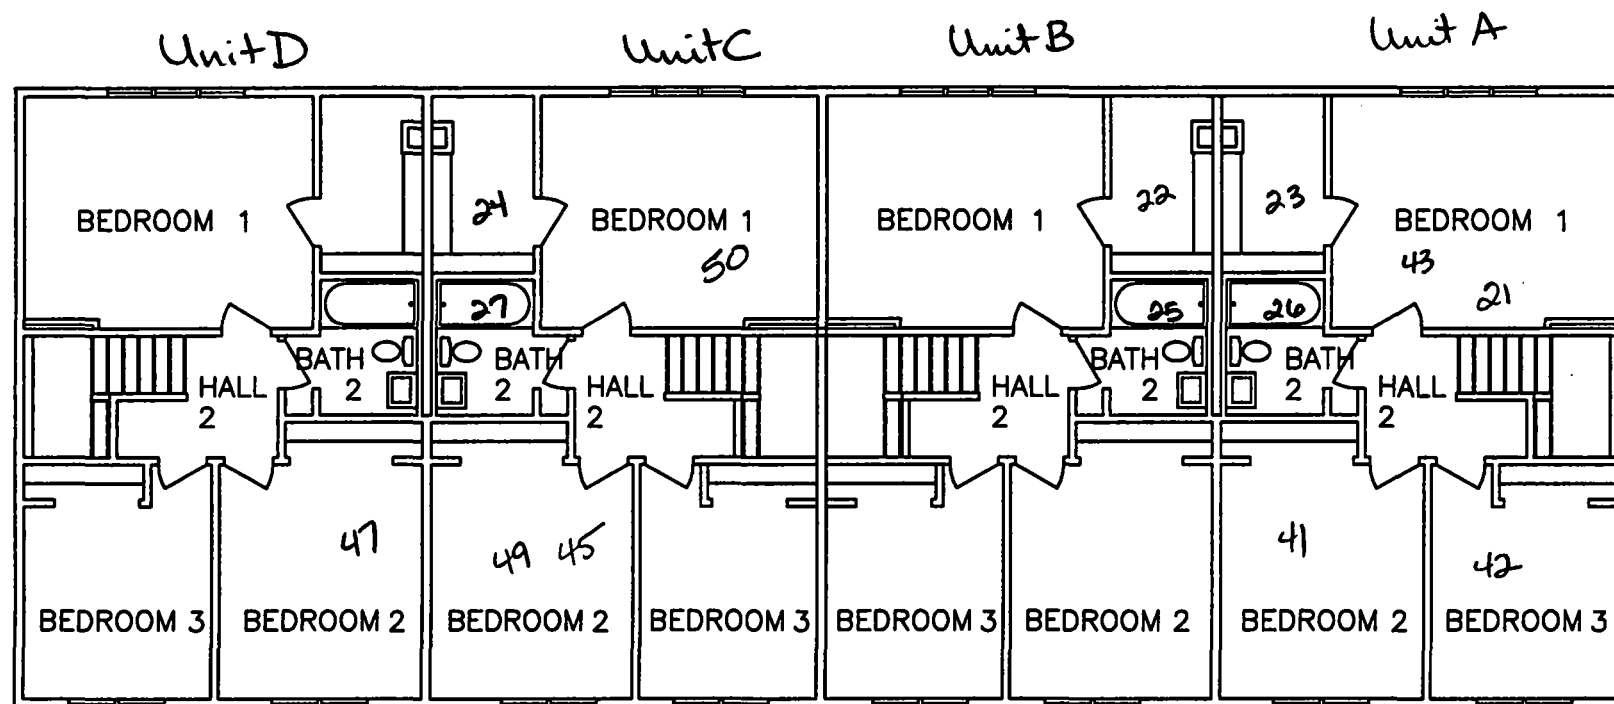 Unit D Unit C Unit B Unit A
24 22 23
BEDROOM 1 BEDROOM 1 BEDROOM 1 BEDROOM 1
50 43
27 25 26 21
BATH BATH BATH BATH
2 2 2 2
HALL HALL HALL HALL
2 2 2 2
47 49 45 41 42
BEDROOM 3 BEDROOM 2 BEDROOM 2 BEDROOM 3 BEDROOM 3 BEDROOM 2 BEDROOM 2 BEDROOM 3